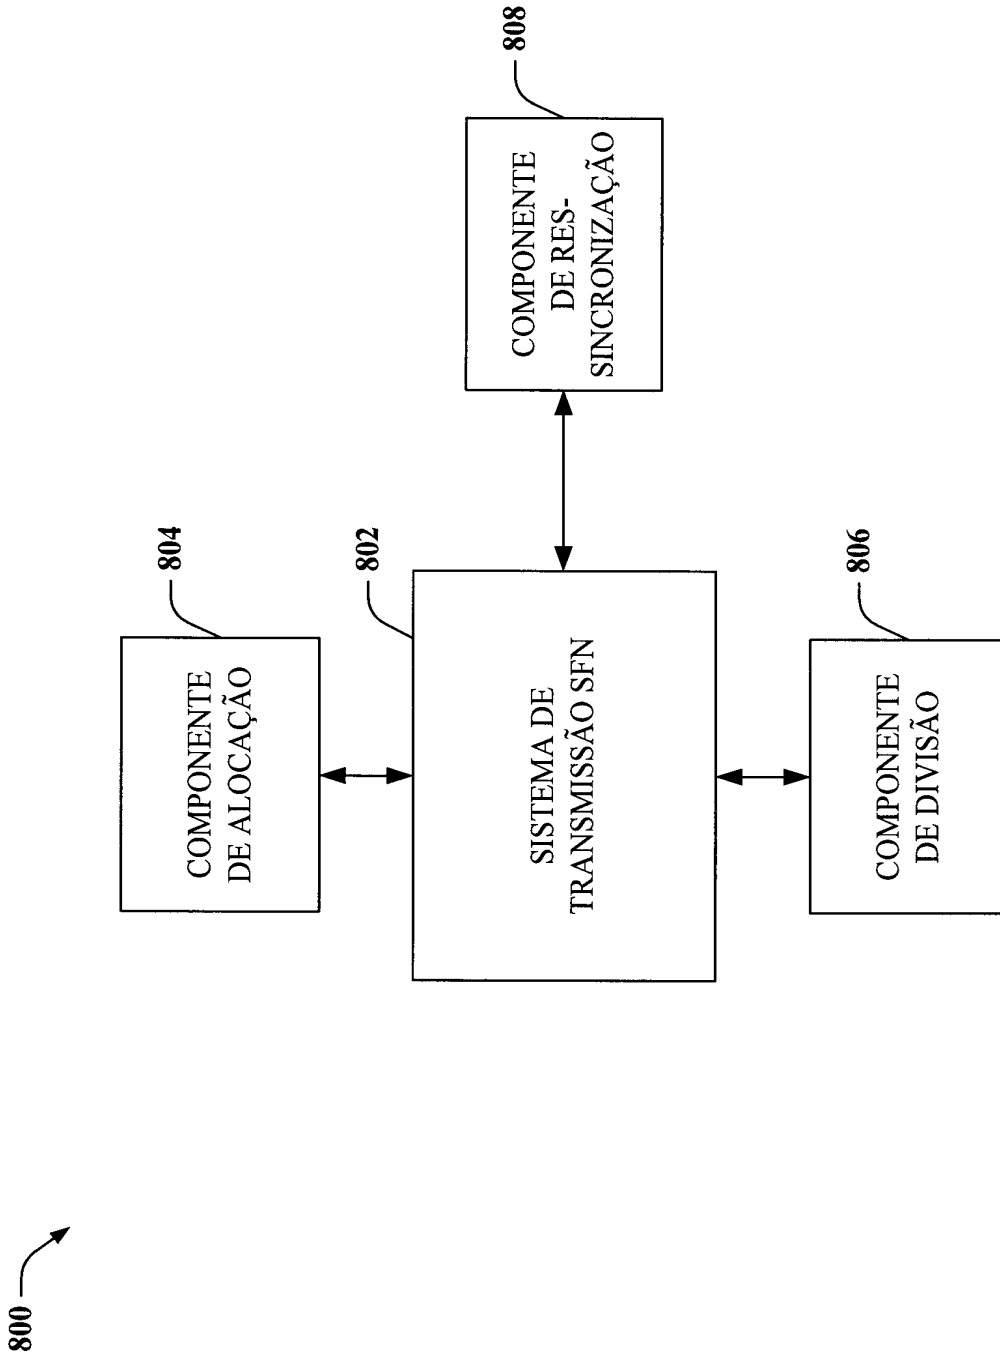 800
804
COMPONENTE
DE ALOCAÇÃO
802
SISTEMA DE
TRANSMISSÃO SFN
806
COMPONENTE
DE DIVISÃO
808
COMPONENTE
DE RES-
SINCRONIZAÇÃO